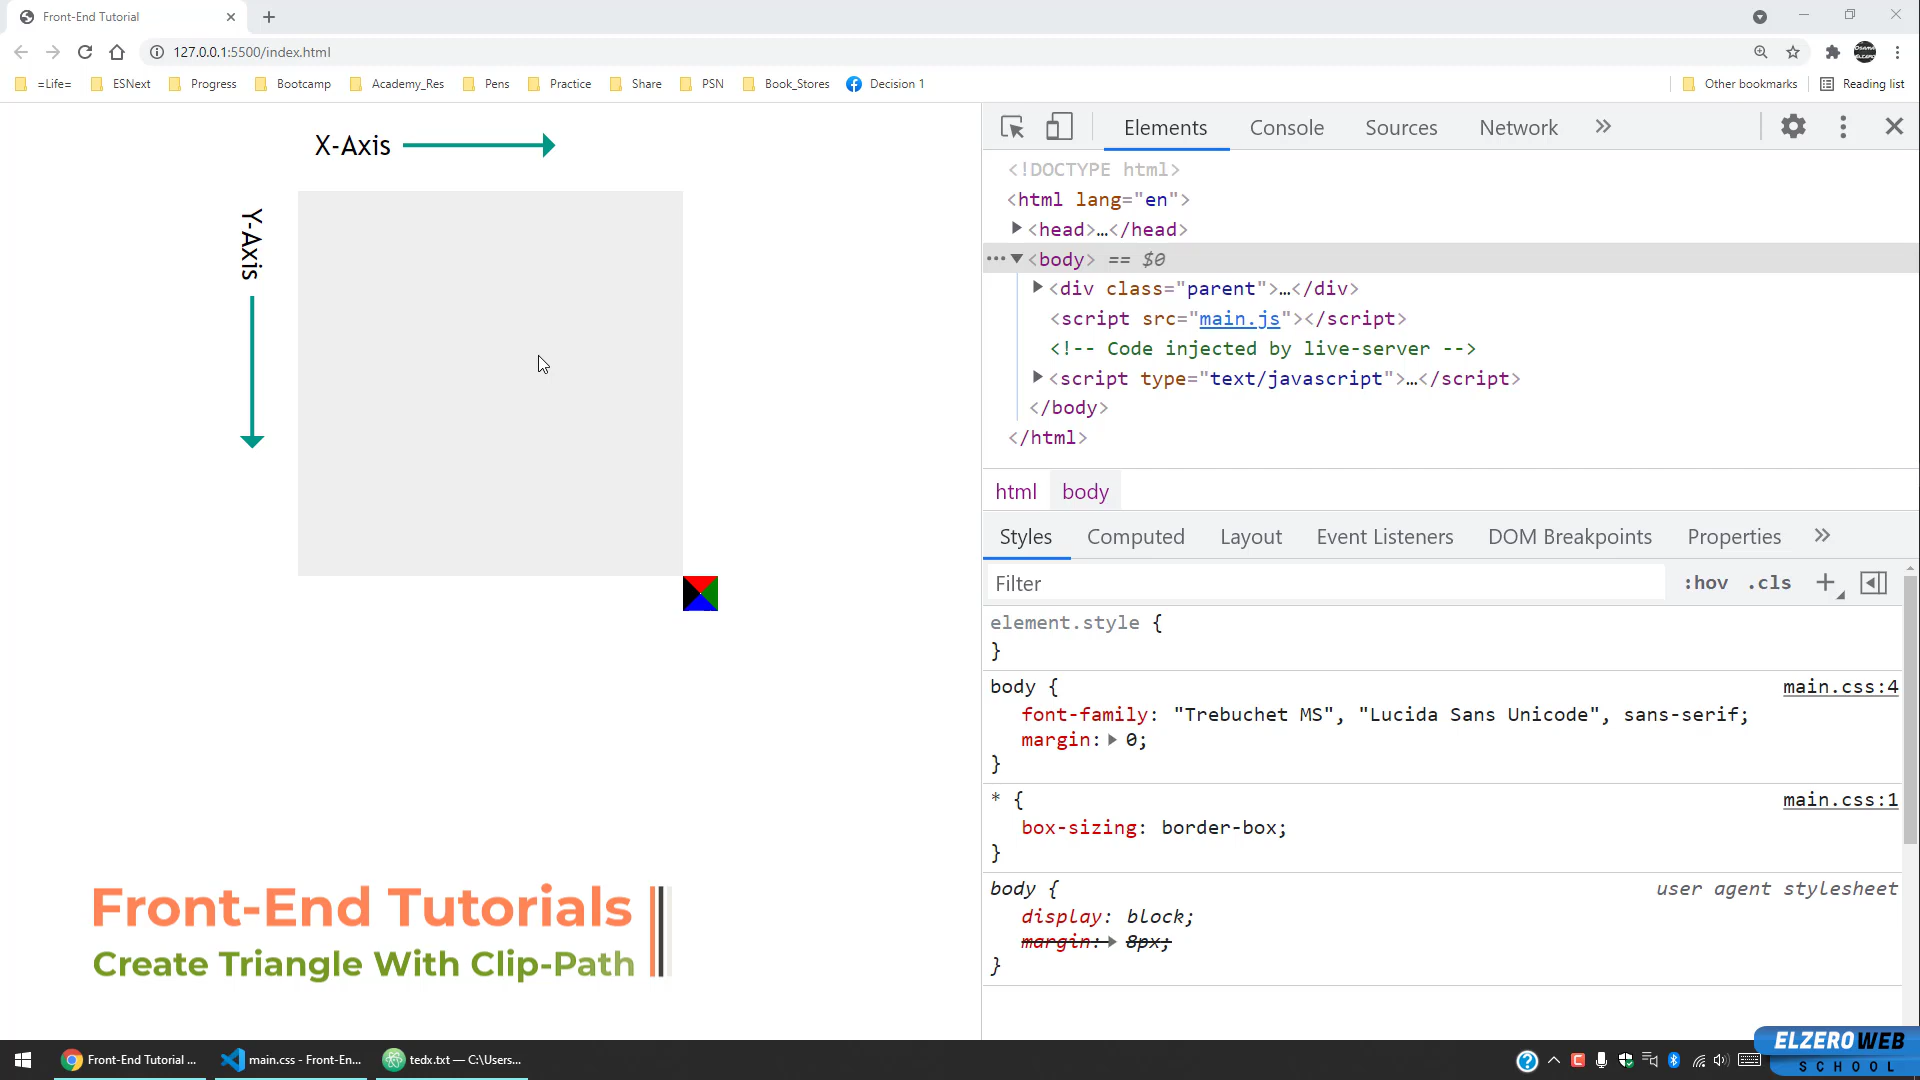 Front-End Tutorial
127.0.0.1:5500/index.html
=Life=
ESNext
Progress
Bootcamp
Academy_Res
Pens
Practice
Share
PSN
Book_Stores
Decision 1
Other bookmarks
Reading list
X-Axis
Y-Axis
Front-End Tutorials
Create Triangle With Clip-Path
Elements Console Sources Network
<!DOCTYPE html>
<html lang="en">
<head>…</head>
<body> == $0
<div class="parent">…</div>
<script src="main.js"></script>
<!-- Code injected by live-server -->
<script type="text/javascript">…</script>
</body>
</html>
html body
Styles Computed Layout Event Listeners DOM Breakpoints Properties
Filter
:hov .cls
element.style {
}
body {
main.css:4
font-family: "Trebuchet MS", "Lucida Sans Unicode", sans-serif;
margin: 0;
}
* {
main.css:1
box-sizing: border-box;
}
body {
user agent stylesheet
display: block;
margin: 8px;
}
Front-End Tutorial ...
main.css - Front-En...
tedx.txt — C:\Users...
ELZEROWEB
SCHOOL